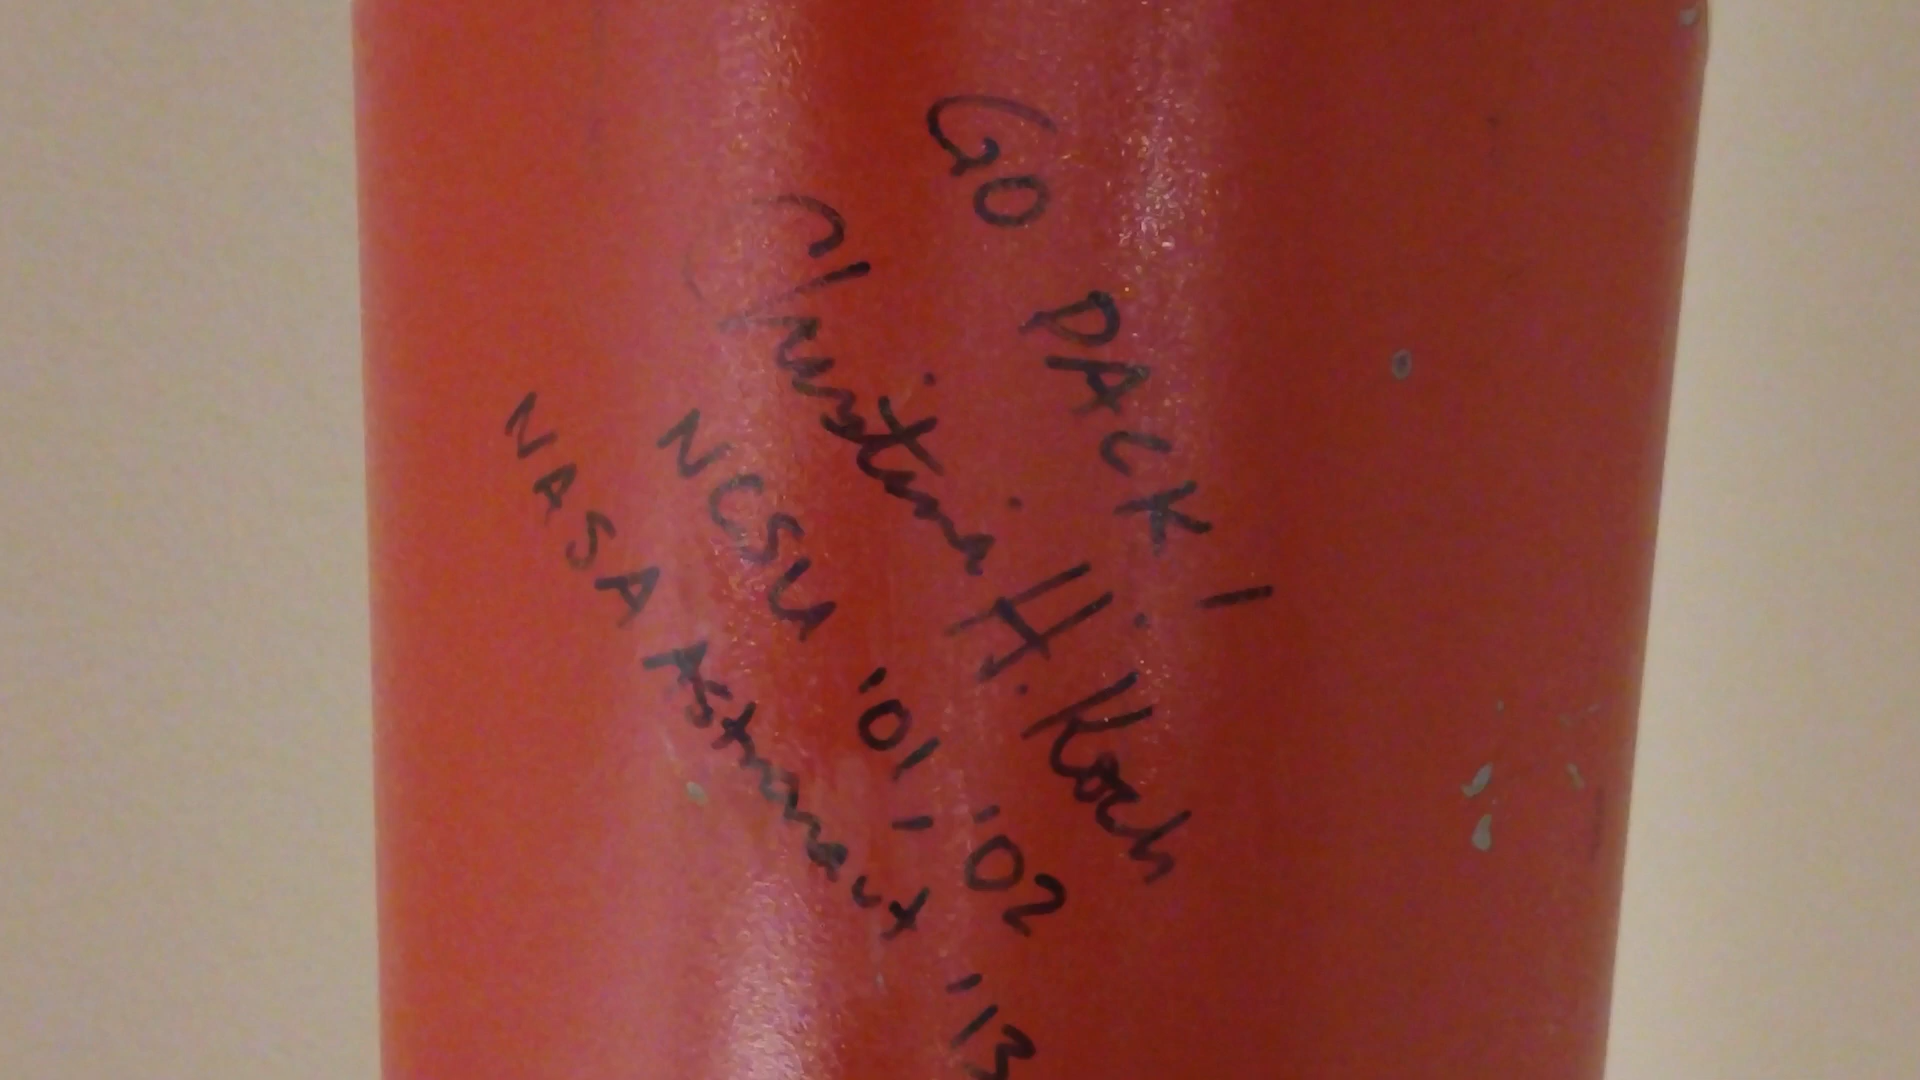 GO PACK!
Christina H. Koch
NCSU '01, '02
NASA Astronaut '13